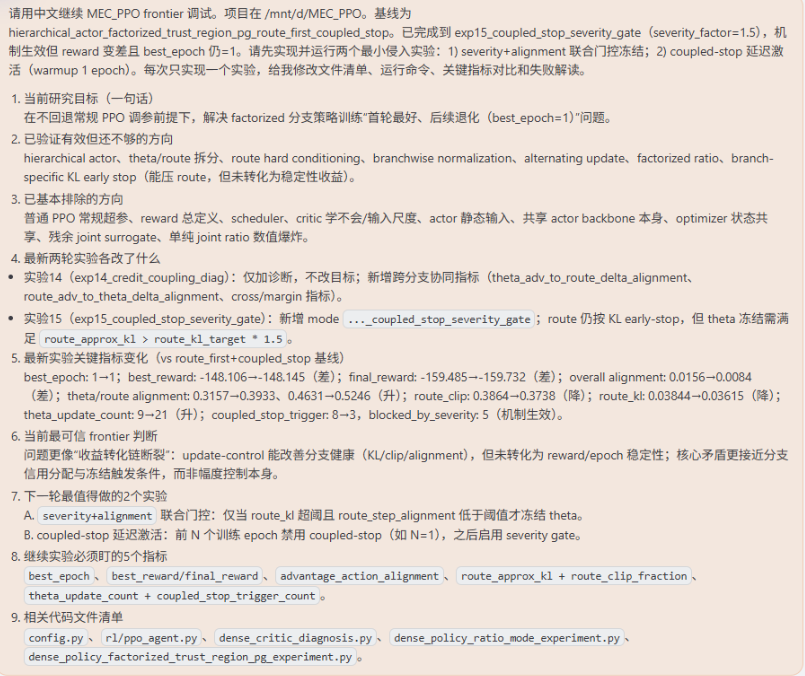 请用中文继续 MEC_PPO frontier 调试。项目在 /mnt/d/MEC_PPO。基线为
hierarchical_actor_factorized_trust_region_pg_route_first_coupled_stop。已完成到 exp15_coupled_stop_severity_gate（severity_factor=1.5），机
制生效但 reward 变差且 best_epoch 仍=1。请先实现并运行两个最小侵入实验：1) severity+alignment 联合门控冻结；2) coupled-stop 延迟激
活（warmup 1 epoch）。每次只实现一个实验，给我修改文件清单、运行命令、关键指标对比和失败解读。
1. 当前研究目标（一句话）
在不回退常规 PPO 调参前提下，解决 factorized 分支策略训练“首轮最好、后续退化（best_epoch=1）”问题。
2. 已验证有效但还不够的方向
hierarchical actor、theta/route 拆分、route hard conditioning、branchwise normalization、alternating update、factorized ratio、branch-
specific KL early stop（能压 route，但未转化为稳定性收益）。
3. 已基本排除的方向
普通 PPO 常规超参、reward 总定义、scheduler、critic 学不会/输入尺度、actor 静态输入、共享 actor backbone 本身、optimizer 状态共
享、残余 joint surrogate、单纯 joint ratio 数值爆炸。
4. 最新两轮实验各改了什么
• 实验14（exp14_credit_coupling_diag）：仅加诊断，不改目标；新增跨分支协同指标（theta_adv_to_route_delta_alignment、
route_adv_to_theta_delta_alignment、cross/margin 指标）。
• 实验15（exp15_coupled_stop_severity_gate）：新增 mode ..._coupled_stop_severity_gate；route 仍按 KL early-stop，但 theta 冻结需满
足 route_approx_kl > route_kl_target * 1.5 。
5. 最新实验关键指标变化（vs route_first+coupled_stop 基线）
best_epoch: 1→1；best_reward: -148.106→-148.145（差）；final_reward: -159.485→-159.732（差）；overall alignment: 0.0156→0.0084
（差）；theta/route alignment: 0.3157→0.3933、0.4631→0.5246（升）；route_clip: 0.3864→0.3738（降）；route_kl: 0.03844→0.03615（降）；
theta_update_count: 9→21（升）；coupled_stop_trigger: 8→3，blocked_by_severity: 5（机制生效）。
6. 当前最可信 frontier 判断
问题更像“收益转化链断裂”：update-control 能改善分支健康（KL/clip/alignment），但未转化为 reward/epoch 稳定性；核心矛盾更接近分支
信用分配与冻结触发条件，而非幅度控制本身。
7. 下一轮最值得做的2个实验
A. severity+alignment 联合门控：仅当 route_kl 超阈且 route_step_alignment 低于阈值才冻结 theta。
B. coupled-stop 延迟激活：前 N 个训练 epoch 禁用 coupled-stop（如 N=1），之后启用 severity gate。
8. 继续实验必须盯的5个指标
best_epoch、best_reward/final_reward、advantage_action_alignment、route_approx_kl + route_clip_fraction、
theta_update_count + coupled_stop_trigger_count。
9. 相关代码文件清单
config.py、rl/ppo_agent.py、dense_critic_diagnosis.py、dense_policy_ratio_mode_experiment.py、
dense_policy_factorized_trust_region_pg_experiment.py。